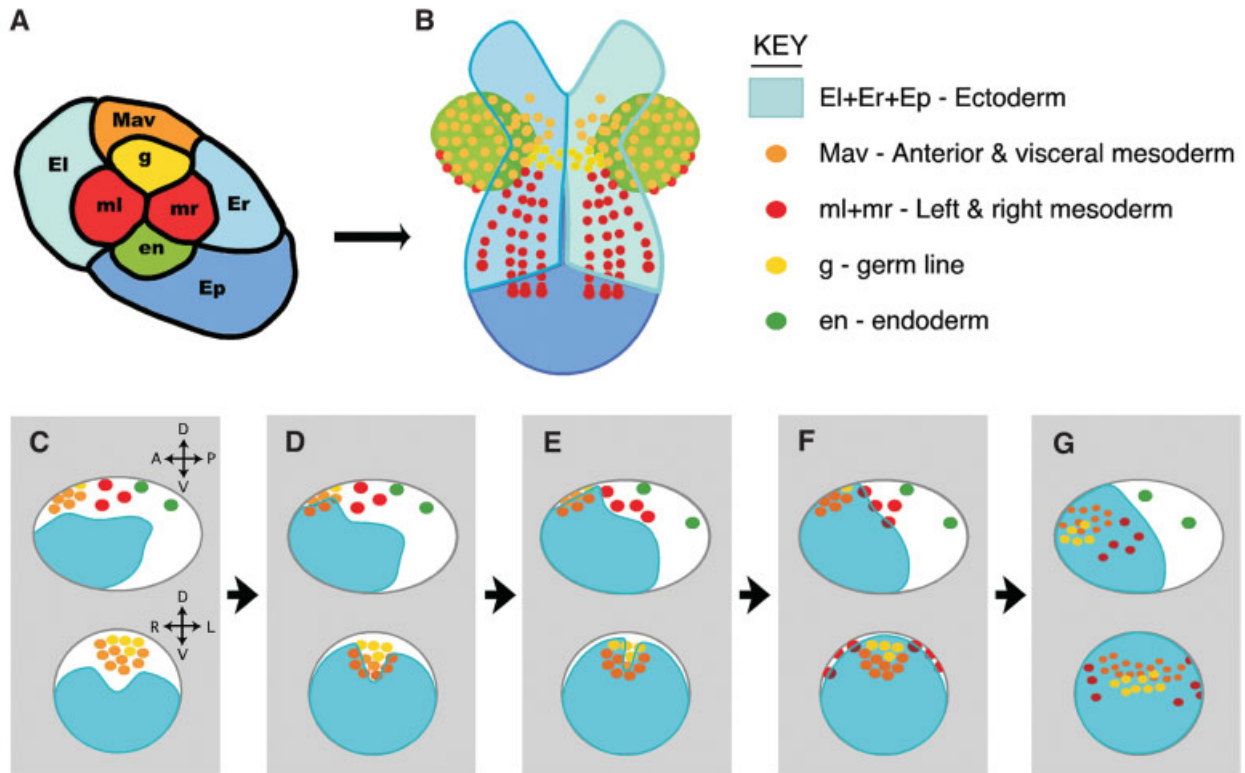 A
Mav
g
El
ml
mr
Er
en
Ep
B
KEY
El+Er+Ep - Ectoderm
Mav - Anterior & visceral mesoderm
ml+mr - Left & right mesoderm
g - germ line
en - endoderm
C
D
A P
V
D
R L
V
D
E
F
G